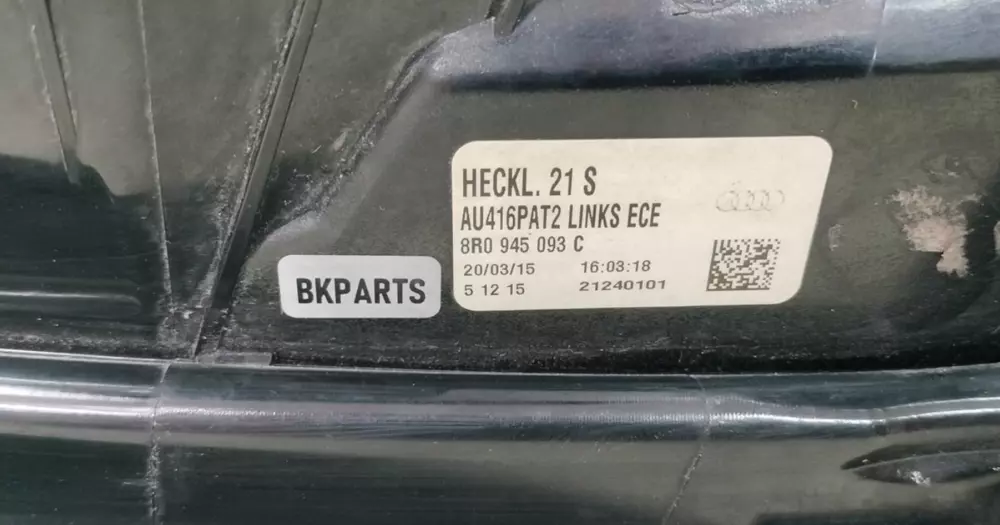 HECKL. 21 S
AU416PAT2 LINKS ECE
8R0 945 093 C
20/03/15 16:03:18
5 12 15 21240101
BKPARTS